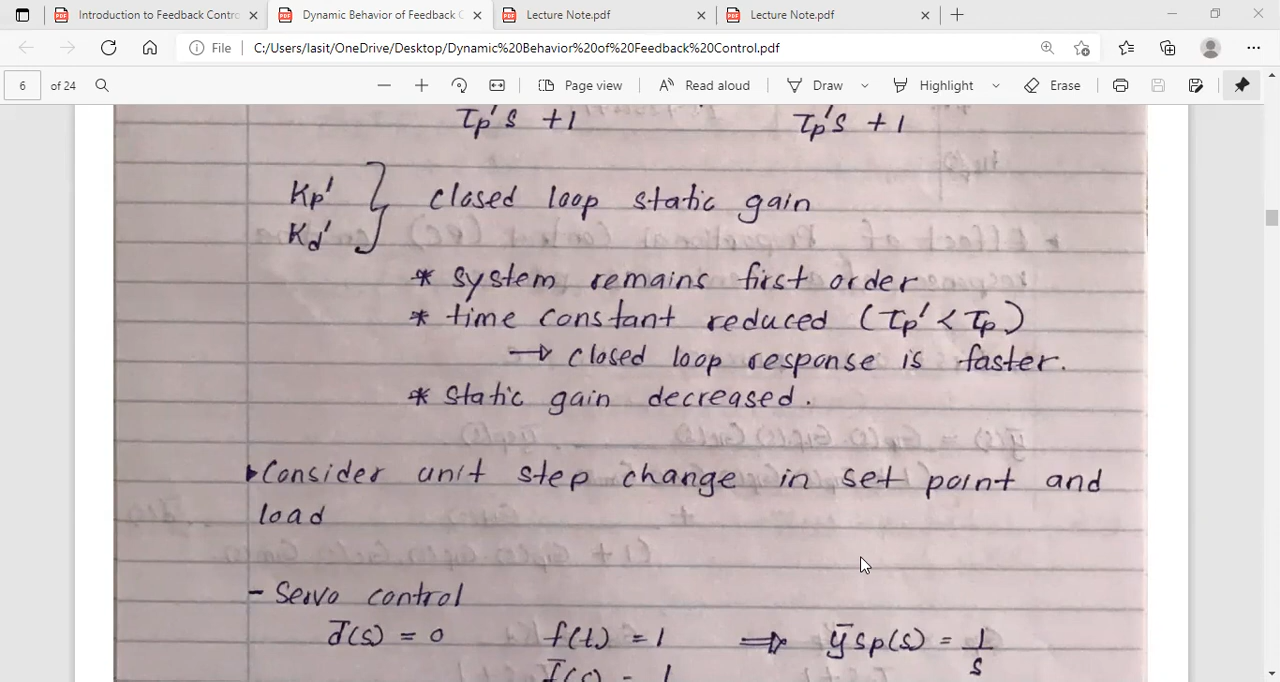 Introduction to Feedback Contro
Dynamic Behavior of Feedback C
Lecture Note.pdf
Lecture Note.pdf
File
C:/Users/lasit/OneDrive/Desktop/Dynamic%20Behavior%20of%20Feedback%20Control.pdf
6 of 24
Page view
Read aloud
Draw
Highlight
Erase
τp's +1 τp's +1
Kp' } closed loop static gain
Kd'
* system remains first order
* time constant reduced (τp' < τp)
→ closed loop response is faster.
* static gain decreased.
▸Consider unit step change in set point and
load
- Servo control
d̄(s) = 0 f(t) = 1 ⇒ ȳsp(s) = 1/s